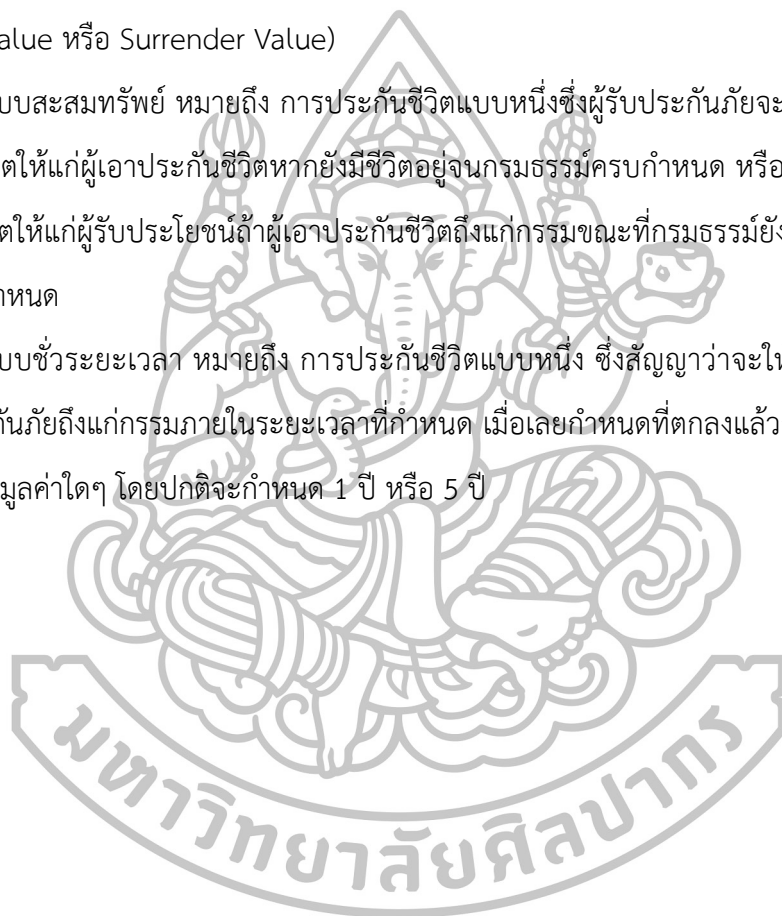 alue หรือ Surrender Value)
บบสะสมทรัพย์ หมายถึง การประกันชีวิตแบบหนึ่งซึ่งผู้รับประกันภัยจะ
ตให้แก่ผู้เอาประกันชีวิตหากยังมีชีวิตอยู่จนกรมธรรม์ครบกำหนด หรือ
ตให้แก่ผู้รับประโยชน์ถ้าผู้เอาประกันชีวิตถึงแก่กรรมขณะที่กรมธรรม์ยัง
ำหนด
บบชั่วระยะเวลา หมายถึง การประกันชีวิตแบบหนึ่ง ซึ่งสัญญาว่าจะให
ันภัยถึงแก่กรรมภายในระยะเวลาที่กำหนด เมื่อเลยกำหนดที่ตกลงแล้ว
มูลค่าใดๆ โดยปกติจะกำหนด 1 ปี หรือ 5 ปี
มหาวิทยาลัยศิลปากร